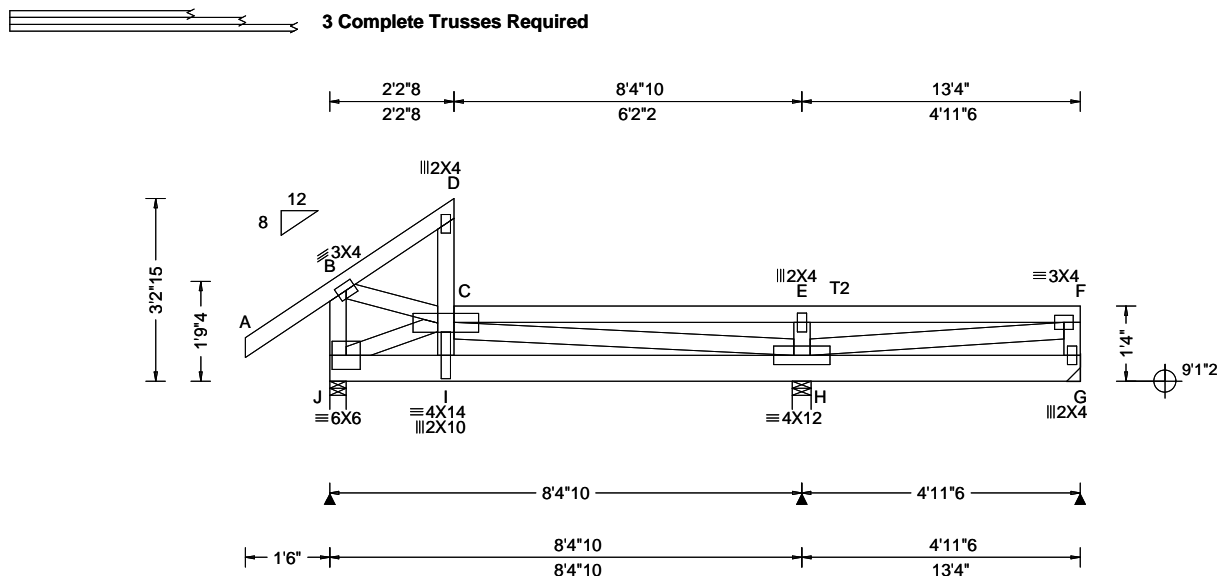 3 Complete Trusses Required
2'2"8 8'4"10 13'4"
2'2"8 6'2"2 4'11"6
2X4
D
12
8
3X4
B
3'2"15
1'9"4
A
C
2X4
E T2
3X4
F
1'4"
9'1"2
J I H G
6X6 4X14 4X12 2X4
2X10
8'4"10 4'11"6
1'6" 8'4"10 4'11"6
8'4"10 13'4"